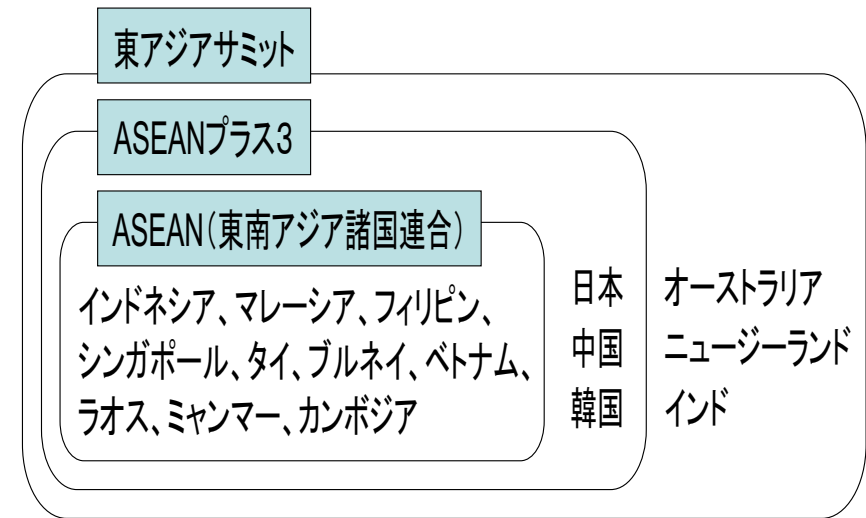 東アジアサミット
ASEANプラス3
ASEAN(東南アジア諸国連合)
インドネシア、マレーシア、フィリピン、
シンガポール、タイ、ブルネイ、ベトナム、
ラオス、ミャンマー、カンボジア
日本
中国
韓国
オーストラリア
ニュージーランド
インド